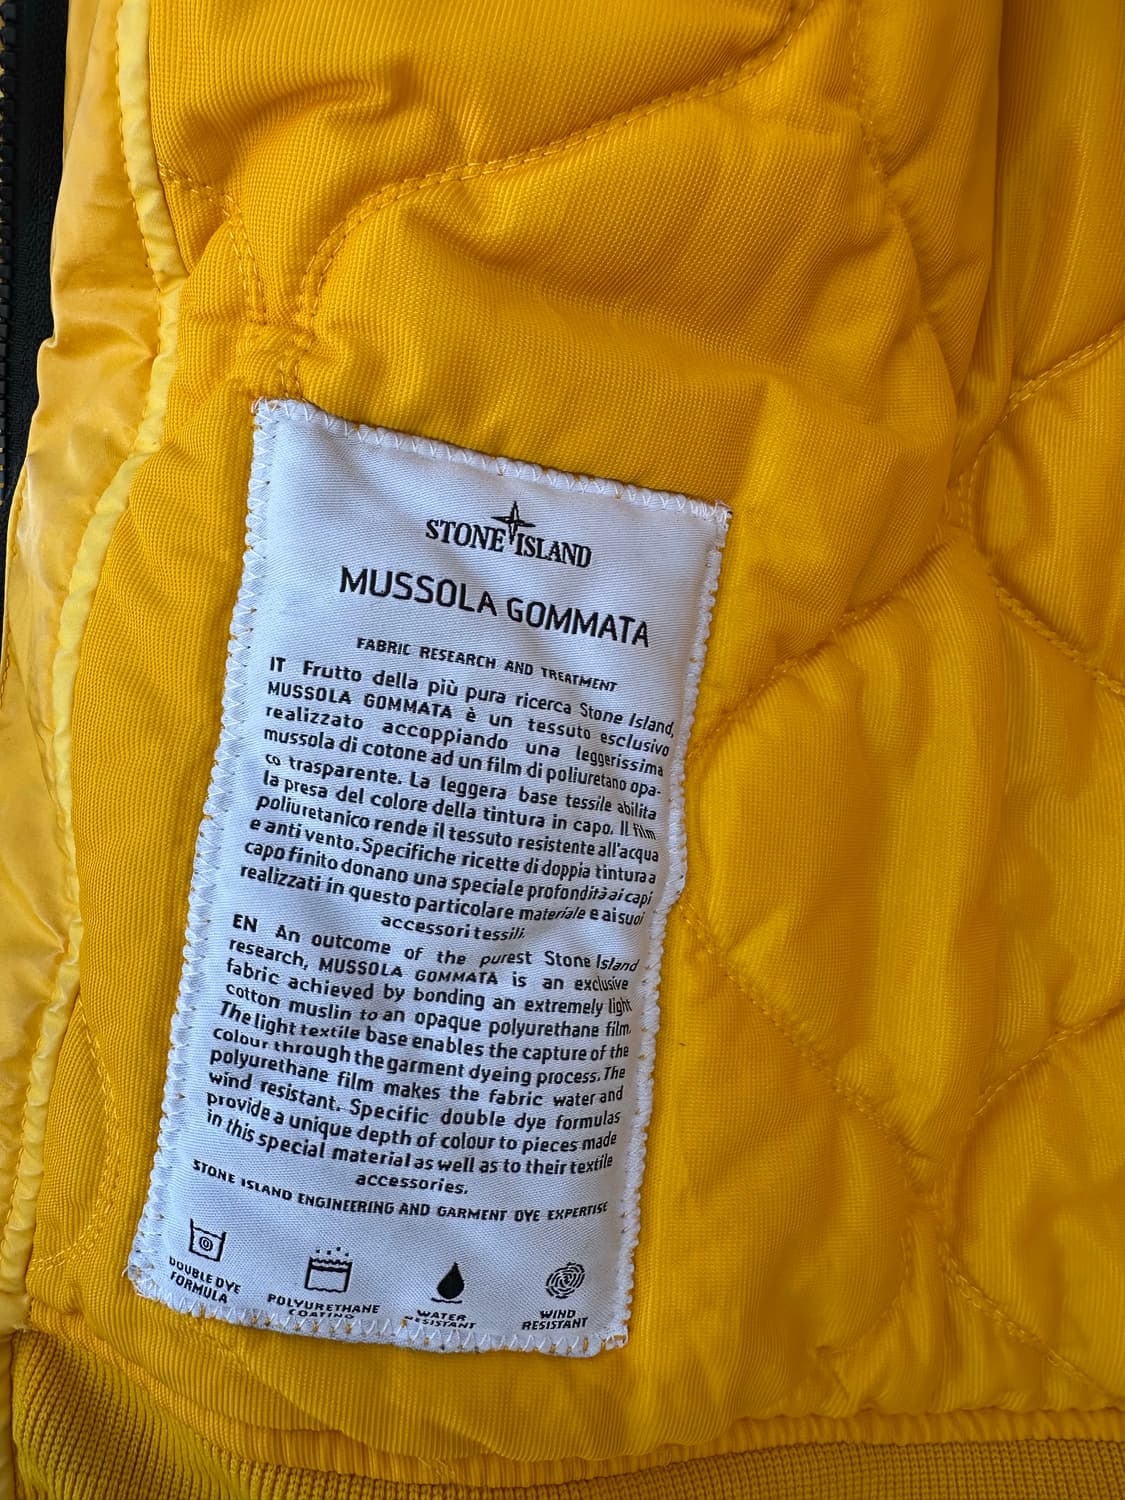 STONE ISLAND
MUSSOLA GOMMATA
FABRIC RESEARCH AND TREATMENT
IT Frutto della più pura ricerca Stone Island,
MUSSOLA GOMMATA è un tessuto esclusivo
realizzato accoppiando una leggerissima
mussola di cotone ad un film di poliuretano opa-
co trasparente. La leggera base tessile abilita
la presa del colore della tintura in capo. Il film
poliuretanico rende il tessuto resistente all'acqua
e anti vento. Specifiche ricette di doppia tintura a
capo finito donano una speciale profondità ai capi
realizzati in questo particolare materiale e ai suoi
accessori tessili.
EN An outcome of the purest Stone Island
research, MUSSOLA GOMMATA is an exclusive
fabric achieved by bonding an extremely light
cotton muslin to an opaque polyurethane film.
The light textile base enables the capture of the
colour through the garment dyeing process. The
polyurethane film makes the fabric water and
wind resistant. Specific double dye formulas
provide a unique depth of colour to pieces made
in this special material as well as to their textile
accessories.
STONE ISLAND ENGINEERING AND GARMENT DYE EXPERTISE
DOUBLE DYE
FORMULA
POLYURETHANE
COATING
WATER
RESISTANT
WIND
RESISTANT